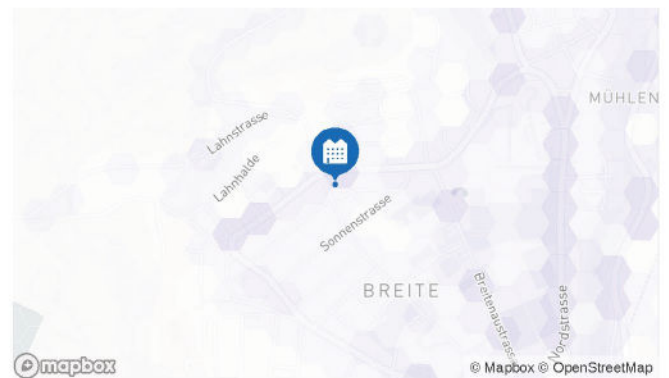 MÜHLEN
Lahnstrasse
Lahnhalde
Sonnenstrasse
BREITE
Breitenaustrasse
Nordstrasse
mapbox
© Mapbox © OpenStreetMap